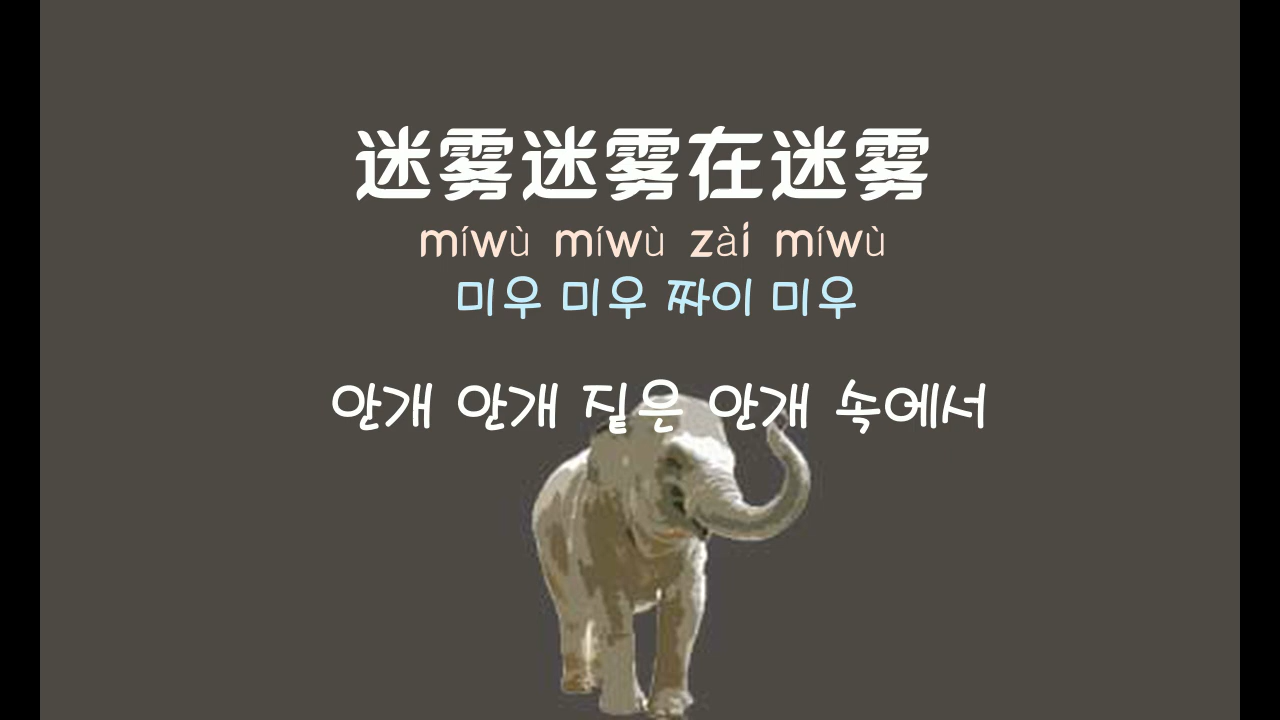 迷雾迷雾在迷雾
míwù míwù zài míwù
미우 미우 짜이 미우
안개 안개 짙은 안개 속에서